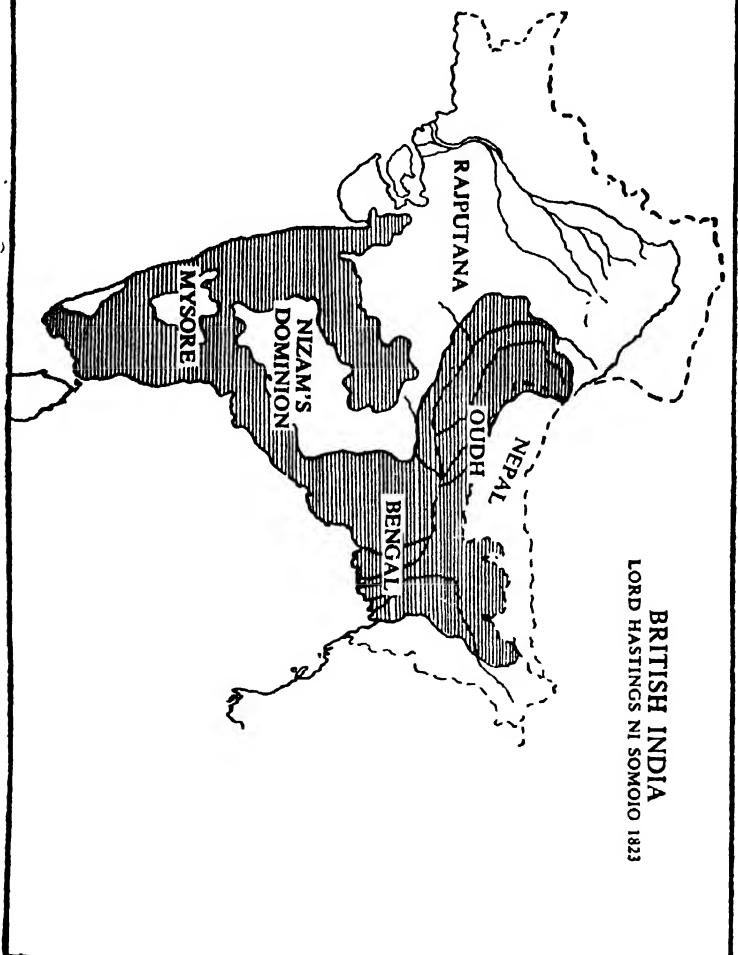 BRITISH INDIA
LORD HASTINGS NI SOMOIO 1823
RAJPUTANA
NEPAL
OUDH
BENGAL
NIZAM'S
DOMINION
MYSORE